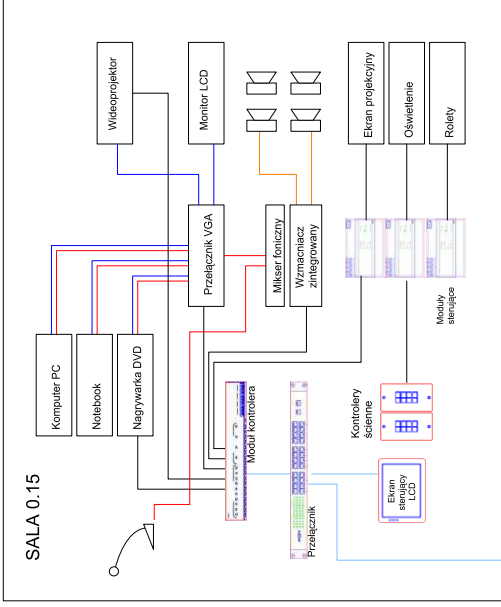 SALA 0.15
Komputer PC
Notebook
Nagrywarka DVD
Wideoprojektor
Monitor LCD
Przełącznik VGA
Mikser foniczny
Wzmacniacz
zintegrowany
Ekran projekcyjny
Oświetlenie
Rolety
Moduły
sterujące
Moduł kontrolera
Przełącznik
Kontrolery
ścienne
Ekran
sterujący
LCD